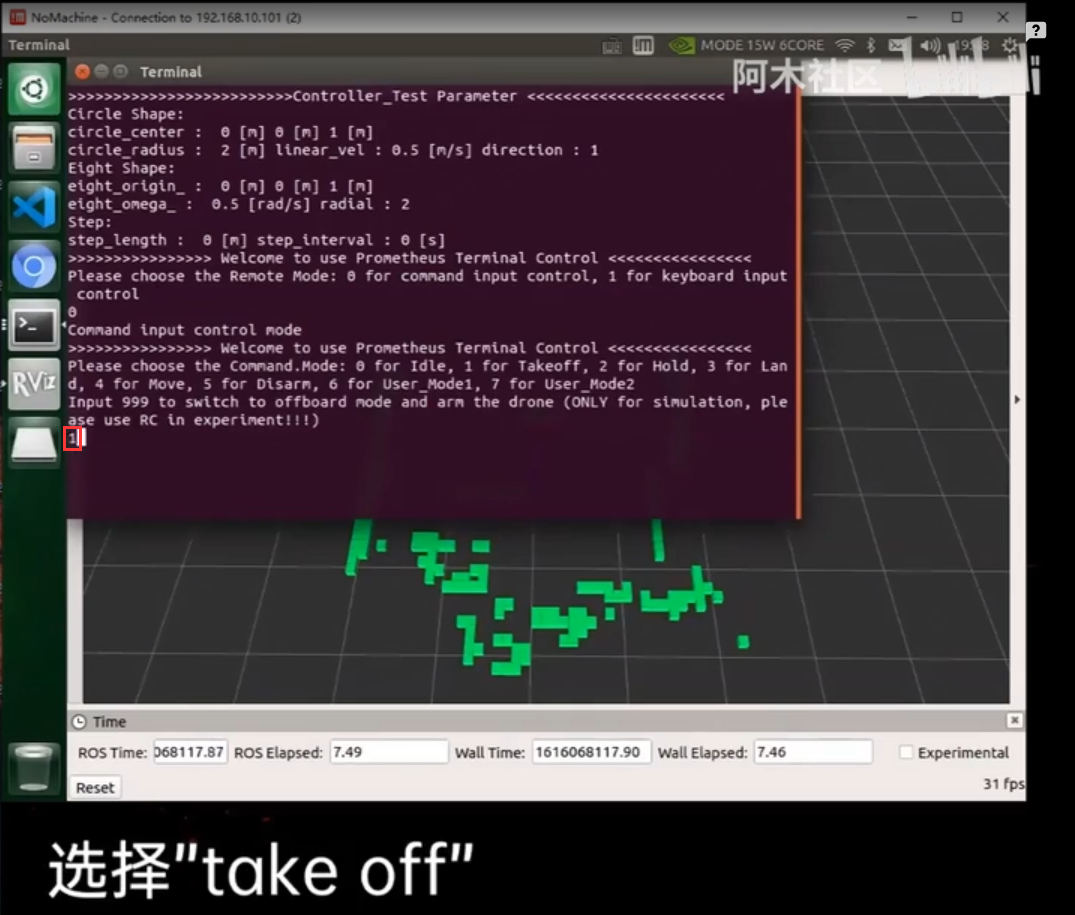 NoMachine - Connection to 192.168.10.101 (2)
?
Terminal
MODE 15W 6CORE
Terminal
阿木社区 bilibili
>>>>>>>>>>>>>>>>>>>>>>>>>Controller_Test Parameter <<<<<<<<<<<<<<<<<<<<<<
Circle Shape:
circle_center :  0 [m] 0 [m] 1 [m]
circle_radius :  2 [m] linear_vel : 0.5 [m/s] direction : 1
Eight Shape:
eight_origin_ :  0 [m] 0 [m] 1 [m]
eight_omega_ :  0.5 [rad/s] radial : 2
Step:
step_length :  0 [m] step_interval : 0 [s]
>>>>>>>>>>>>>>>> Welcome to use Prometheus Terminal Control <<<<<<<<<<<<<<<<
Please choose the Remote Mode: 0 for command input control, 1 for keyboard input
control
0
Command input control mode
>>>>>>>>>>>>>>>> Welcome to use Prometheus Terminal Control <<<<<<<<<<<<<<<<
Please choose the Command.Mode: 0 for Idle, 1 for Takeoff, 2 for Hold, 3 for Lan
d, 4 for Move, 5 for Disarm, 6 for User_Mode1, 7 for User_Mode2
Input 999 to switch to offboard mode and arm the drone (ONLY for simulation, ple
ase use RC in experiment!!!)
1
RViz
Time
ROS Time: 068117.87 ROS Elapsed: 7.49 Wall Time: 1616068117.90 Wall Elapsed: 7.46 Experimental
Reset
31 fps
选择"take off"